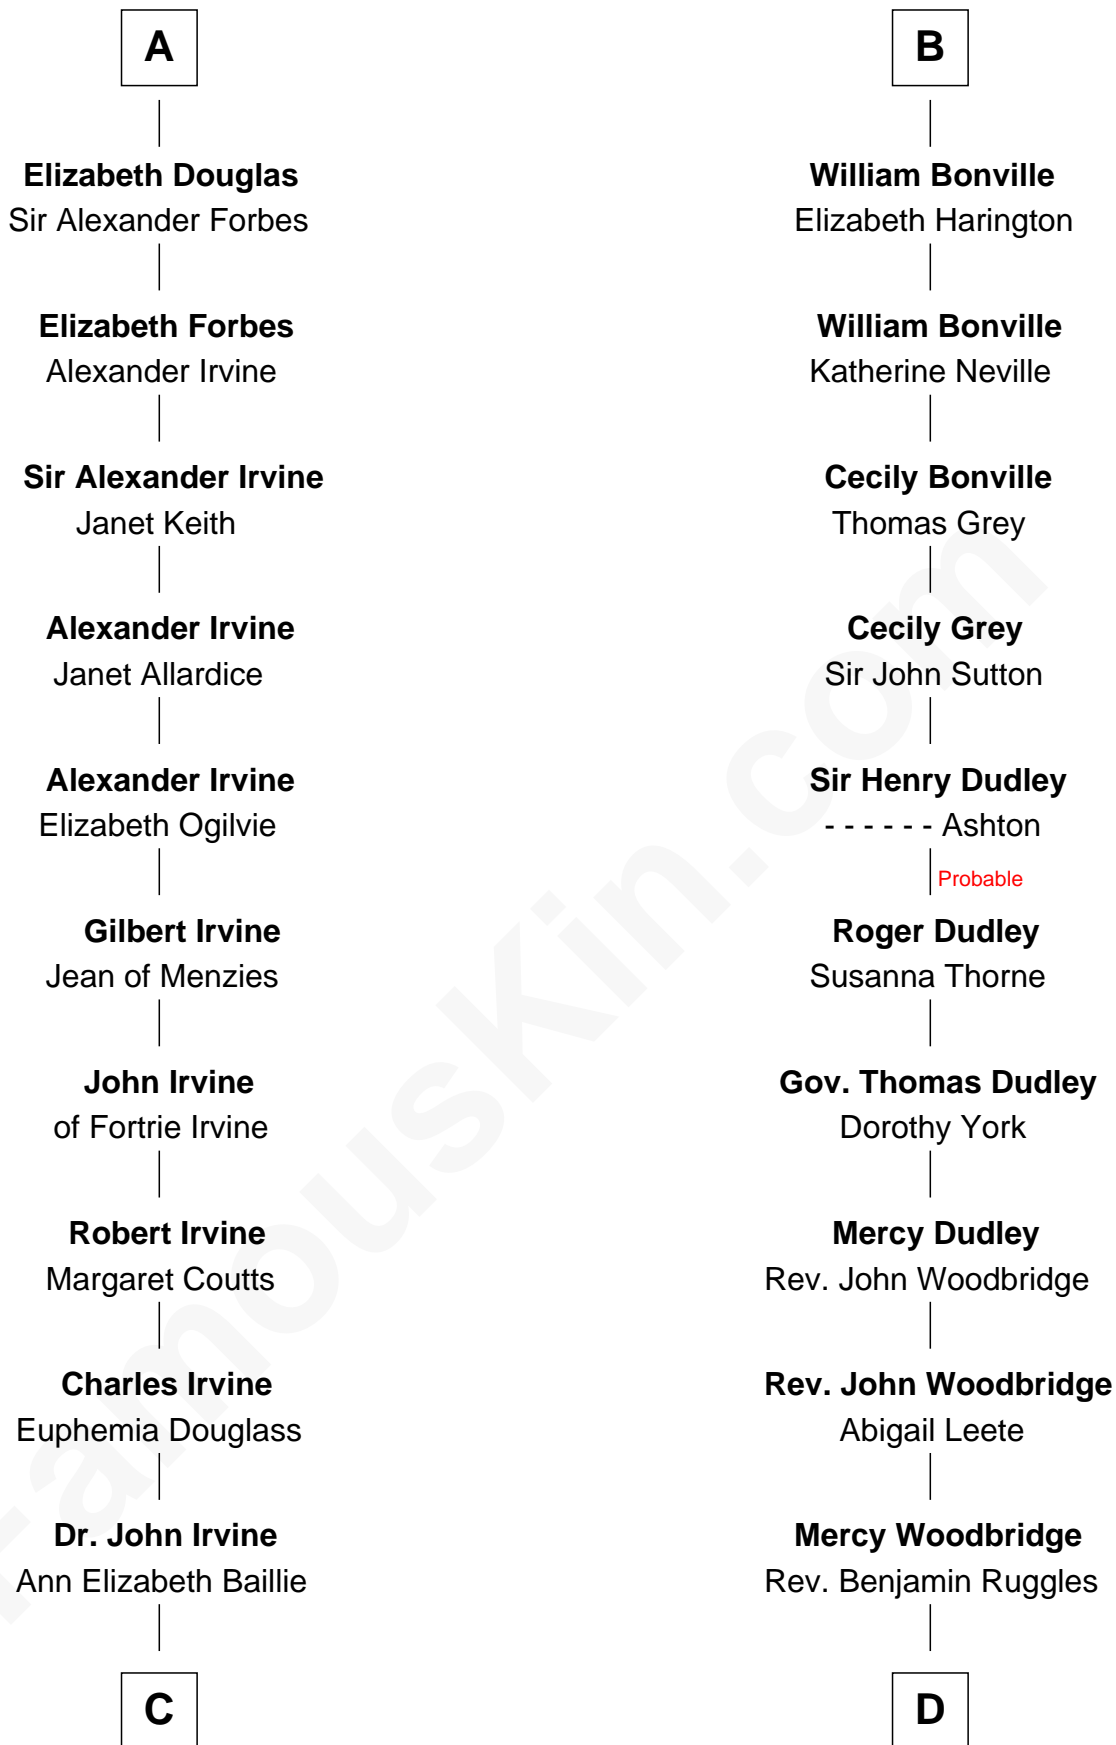 A
Elizabeth Douglas
Sir Alexander Forbes
Elizabeth Forbes
Alexander Irvine
Sir Alexander Irvine
Janet Keith
Alexander Irvine
Janet Allardice
Alexander Irvine
Elizabeth Ogilvie
Gilbert Irvine
Jean of Menzies
John Irvine
of Fortrie Irvine
Robert Irvine
Margaret Coutts
Charles Irvine
Euphemia Douglass
Dr. John Irvine
Ann Elizabeth Baillie
C
B
William Bonville
Elizabeth Harington
William Bonville
Katherine Neville
Cecily Bonville
Thomas Grey
Cecily Grey
Sir John Sutton
Sir Henry Dudley
- - - - - - Ashton
Probable
Roger Dudley
Susanna Thorne
Gov. Thomas Dudley
Dorothy York
Mercy Dudley
Rev. John Woodbridge
Rev. John Woodbridge
Abigail Leete
Mercy Woodbridge
Rev. Benjamin Ruggles
D
FamousKin.com